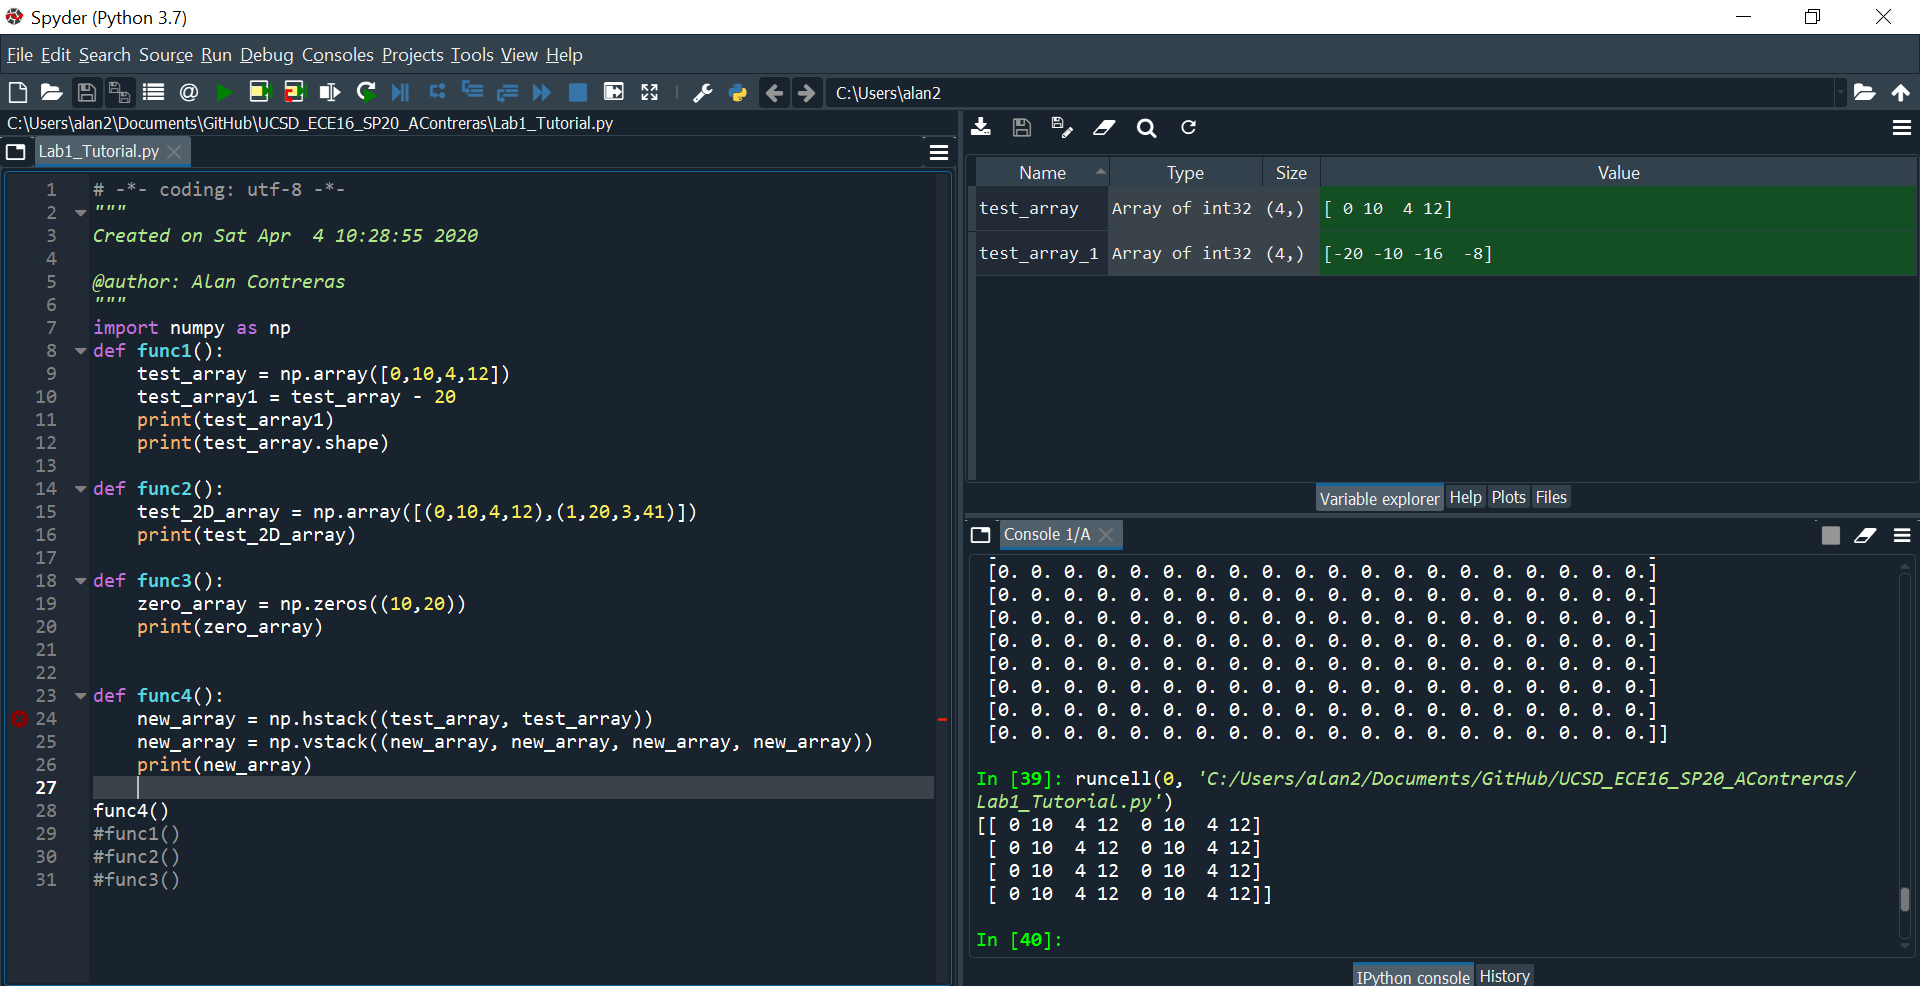 Spyder (Python 3.7)
File Edit Search Source Run Debug Consoles Projects Tools View Help
C:\Users\alan2
C:\Users\alan2\Documents\GitHub\UCSD_ECE16_SP20_AContreras\Lab1_Tutorial.py
Lab1_Tutorial.py
1 # -*- coding: utf-8 -*-
2 """
3 Created on Sat Apr  4 10:28:55 2020
4
5 @author: Alan Contreras
6 """
7 import numpy as np
8 def func1():
9     test_array = np.array([0,10,4,12])
10     test_array1 = test_array - 20
11     print(test_array1)
12     print(test_array.shape)
13
14 def func2():
15     test_2D_array = np.array([(0,10,4,12),(1,20,3,41)])
16     print(test_2D_array)
17
18 def func3():
19     zero_array = np.zeros((10,20))
20     print(zero_array)
21
22
23 def func4():
24     new_array = np.hstack((test_array, test_array))
25     new_array = np.vstack((new_array, new_array, new_array, new_array))
26     print(new_array)
27
28 func4()
29 #func1()
30 #func2()
31 #func3()
Name Type Size Value
test_array Array of int32 (4,) [ 0 10  4 12]
test_array_1 Array of int32 (4,) [-20 -10 -16  -8]
Variable explorer Help Plots Files
Console 1/A
[0. 0. 0. 0. 0. 0. 0. 0. 0. 0. 0. 0. 0. 0. 0. 0. 0. 0. 0. 0.]
[0. 0. 0. 0. 0. 0. 0. 0. 0. 0. 0. 0. 0. 0. 0. 0. 0. 0. 0. 0.]
[0. 0. 0. 0. 0. 0. 0. 0. 0. 0. 0. 0. 0. 0. 0. 0. 0. 0. 0. 0.]
[0. 0. 0. 0. 0. 0. 0. 0. 0. 0. 0. 0. 0. 0. 0. 0. 0. 0. 0. 0.]
[0. 0. 0. 0. 0. 0. 0. 0. 0. 0. 0. 0. 0. 0. 0. 0. 0. 0. 0. 0.]
[0. 0. 0. 0. 0. 0. 0. 0. 0. 0. 0. 0. 0. 0. 0. 0. 0. 0. 0. 0.]
[0. 0. 0. 0. 0. 0. 0. 0. 0. 0. 0. 0. 0. 0. 0. 0. 0. 0. 0. 0.]
[0. 0. 0. 0. 0. 0. 0. 0. 0. 0. 0. 0. 0. 0. 0. 0. 0. 0. 0. 0.]]
In [39]: runcell(0, 'C:/Users/alan2/Documents/GitHub/UCSD_ECE16_SP20_AContreras/
Lab1_Tutorial.py')
[[ 0 10  4 12  0 10  4 12]
[ 0 10  4 12  0 10  4 12]
[ 0 10  4 12  0 10  4 12]
[ 0 10  4 12  0 10  4 12]]
In [40]:
IPython console History